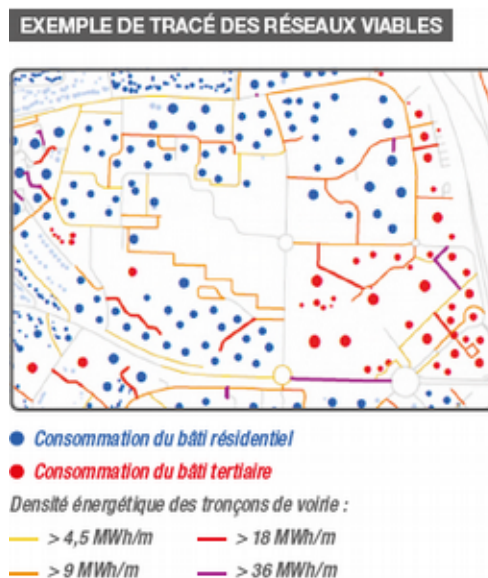 EXEMPLE DE TRACÉ DES RÉSEAUX VIABLES
Consommation du bâti résidentiel
Consommation du bâti tertiaire
Densité énergétique des tronçons de voirie :
> 4,5 MWh/m
> 18 MWh/m
> 9 MWh/m
> 36 MWh/m